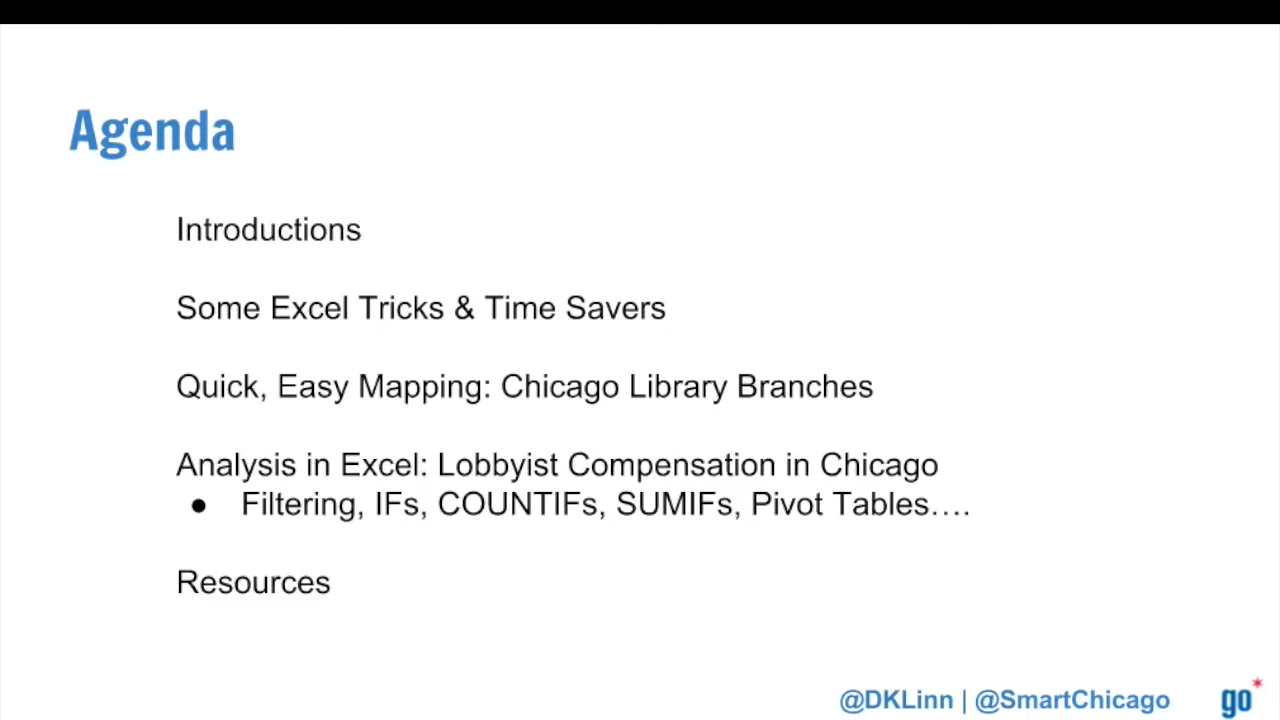 Agenda
Introductions
Some Excel Tricks & Time Savers
Quick, Easy Mapping: Chicago Library Branches
Analysis in Excel: Lobbyist Compensation in Chicago
● Filtering, IFs, COUNTIFs, SUMIFs, Pivot Tables….
Resources
@DKLinn | @SmartChicago
go*